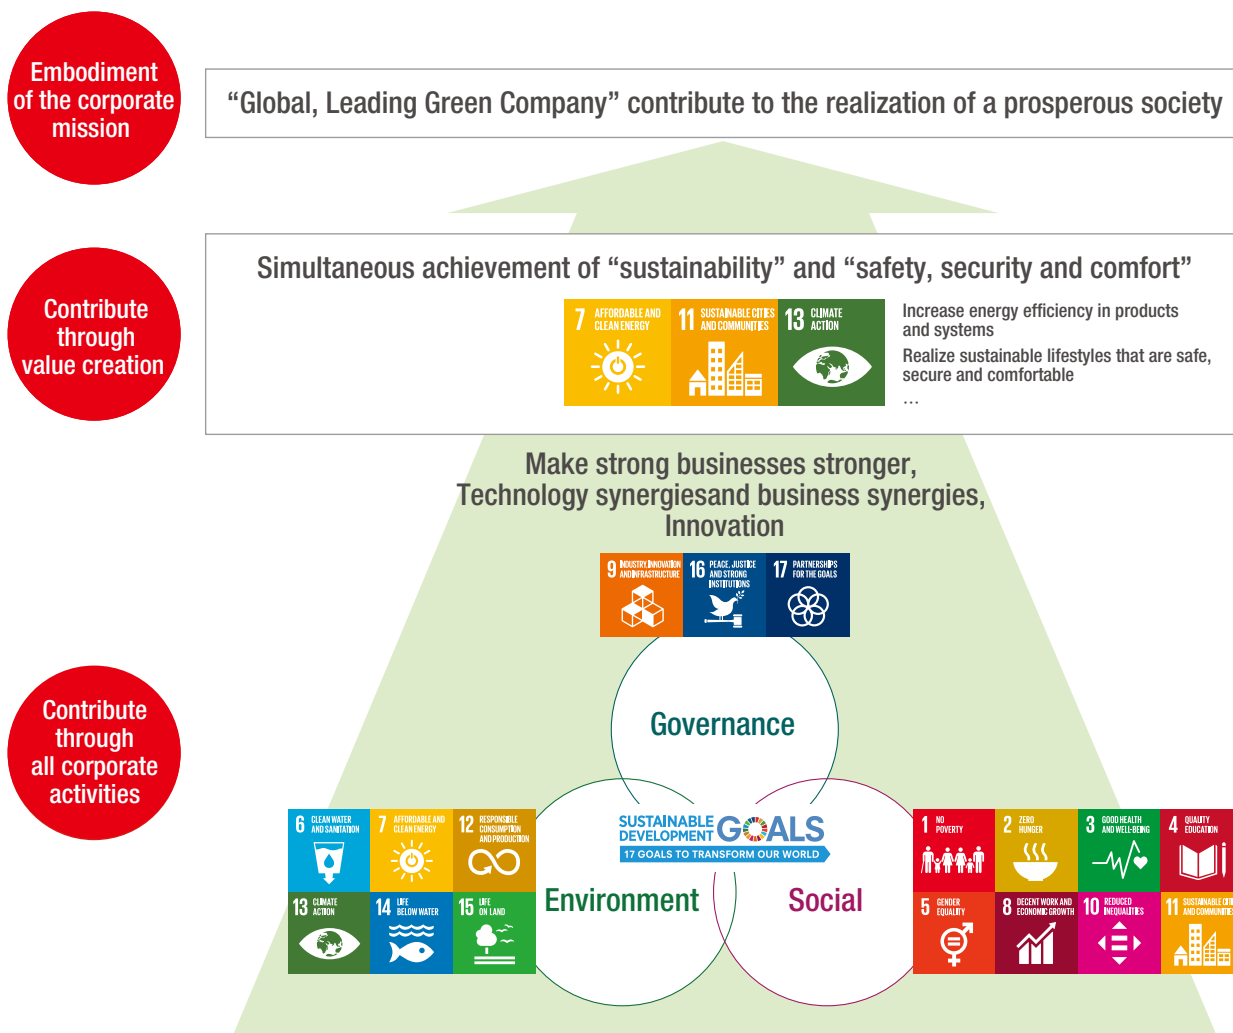 Embodiment
of the corporate
mission
“Global, Leading Green Company” contribute to the realization of a prosperous society
Contribute
through
value creation
Simultaneous achievement of “sustainability” and “safety, security and comfort”
7 AFFORDABLE AND
CLEAN ENERGY
11 SUSTAINABLE CITIES
AND COMMUNITIES
13 CLIMATE
ACTION
Increase energy efficiency in products
and systems
Realize sustainable lifestyles that are safe,
secure and comfortable
…
Make strong businesses stronger,
Technology synergiesand business synergies,
Innovation
9 INDUSTRY, INNOVATION
AND INFRASTRUCTURE
16 PEACE, JUSTICE
AND STRONG
INSTITUTIONS
17 PARTNERSHIPS
FOR THE GOALS
Contribute
through
all corporate
activities
Governance
SUSTAINABLE
DEVELOPMENT GOALS
17 GOALS TO TRANSFORM OUR WORLD
Environment
Social
6 CLEAN WATER
AND SANITATION
7 AFFORDABLE AND
CLEAN ENERGY
12 RESPONSIBLE
CONSUMPTION
AND PRODUCTION
13 CLIMATE
ACTION
14 LIFE
BELOW WATER
15 LIFE
ON LAND
1 NO
POVERTY
2 ZERO
HUNGER
3 GOOD HEALTH
AND WELL-BEING
4 QUALITY
EDUCATION
5 GENDER
EQUALITY
8 DECENT WORK AND
ECONOMIC GROWTH
10 REDUCED
INEQUALITIES
11 SUSTAINABLE CITIES
AND COMMUNITIES